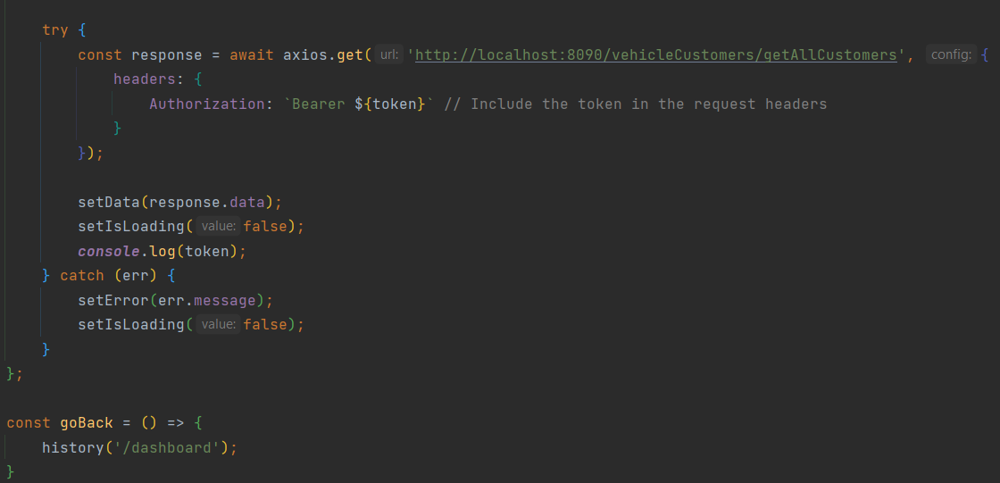 try {
const response = await axios.get( url: 'http://localhost:8090/vehicleCustomers/getAllCustomers', config: {
headers: {
Authorization: `Bearer ${token}` // Include the token in the request headers
}
});
setData(response.data);
setIsLoading( value: false);
console.log(token);
} catch (err) {
setError(err.message);
setIsLoading( value: false);
}
};
const goBack = () => {
history('/dashboard');
}